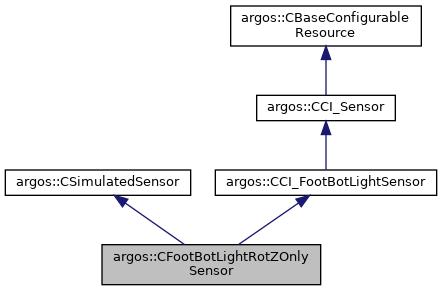 argos::CBaseConfigurable
Resource
argos::CCI_Sensor
argos::CSimulatedSensor
argos::CCI_FootBotLightSensor
argos::CFootBotLightRotZOnly
Sensor